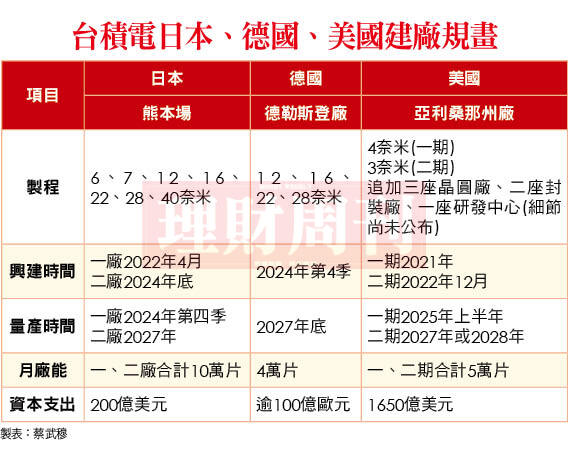 台積電日本、德國、美國建廠規畫
項目
日本
德國
美國
熊本場
德勒斯登廠
亞利桑那州廠
製程
6、7、12、16、
22、28、40奈米
12、16、
22、28奈米
4奈米(一期)
3奈米(二期)
追加三座晶圓廠、二座封
裝廠、一座研發中心(細節
尚未公布)
興建時間
一廠2022年4月
二廠2024年底
2024年第4季
一期2021年
二期2022年12月
量產時間
一廠2024年第四季
二廠2027年
2027年底
一期2025年上半年
二期2027年或2028年
月廠能
一、二廠合計10萬片
4萬片
一、二期合計5萬片
資本支出
200億美元
逾100億歐元
1650億美元
製表：蔡武穆
理財周刊